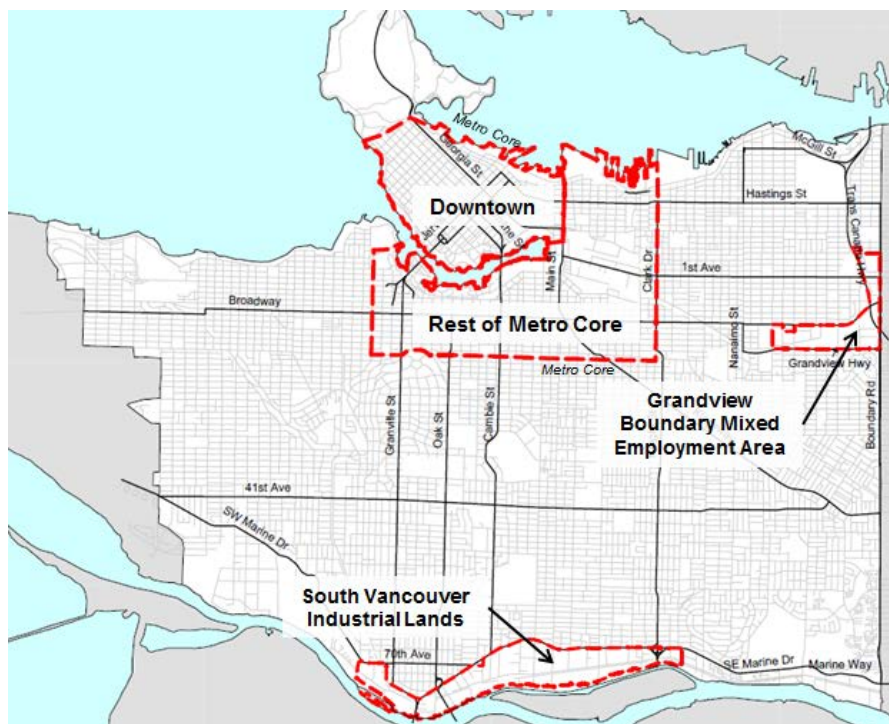 Metro Core
McGill St
Georgia St
Hastings St
Trans Canada Hwy
Downtown
Main St
Clark Dr
1st Ave
Broadway
Rest of Metro Core
Nanaimo St
Grandview Hwy
Metro Core
Grandview
Boundary Mixed
Employment Area
Boundary Rd
Granville St
Oak St
Cambie St
41st Ave
SW Marine Dr
South Vancouver
Industrial Lands
70th Ave
SE Marine Dr
Marine Way